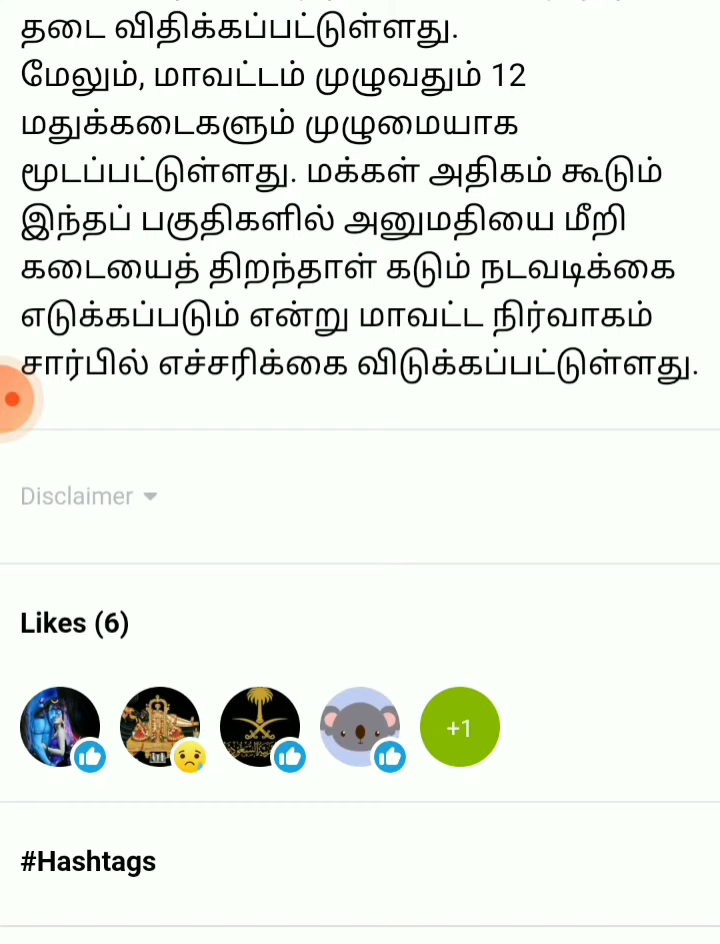 தடை விதிக்கப்பட்டுள்ளது.
மேலும், மாவட்டம் முழுவதும் 12
மதுக்கடைகளும் முழுமையாக
மூடப்பட்டுள்ளது. மக்கள் அதிகம் கூடும்
இந்தப் பகுதிகளில் அனுமதியை மீறி
கடையைத் திறந்தாள் கடும் நடவடிக்கை
எடுக்கப்படும் என்று மாவட்ட நிர்வாகம்
சார்பில் எச்சரிக்கை விடுக்கப்பட்டுள்ளது.
Disclaimer
Likes (6)
+1
#Hashtags